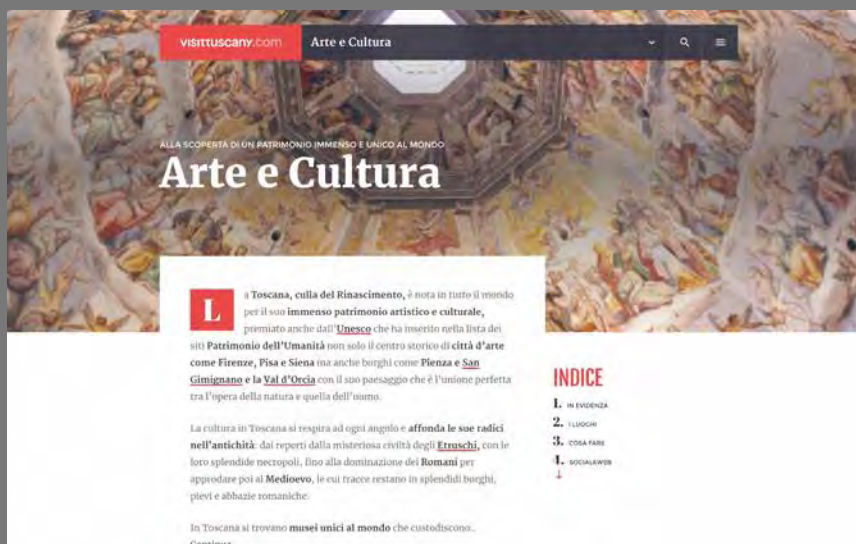 visittuscany.com Arte e Cultura
ALLA SCOPERTA DI UN PATRIMONIO IMMENSO E UNICO AL MONDO
Arte e Cultura
La Toscana, culla del Rinascimento, è nota in tutto il mondo
per il suo immenso patrimonio artistico e culturale,
premiato anche dall'Unesco che ha inserito nella lista dei
siti Patrimonio dell'Umanità non solo il centro storico di città d'arte
come Firenze, Pisa e Siena ma anche borghi come Pienza e San
Gimignano e la Val d'Orcia con il suo paesaggio che è l'unione perfetta
tra l'opera della natura e quella dell'uomo.
La cultura in Toscana si respira ad ogni angolo e affonda le sue radici
nell'antichità: dai reperti dalla misteriosa civiltà degli Etruschi, con le
loro splendide necropoli, fino alla dominazione dei Romani per
approdare poi al Medioevo, le cui tracce restano in splendidi borghi,
pievi e abbazie romaniche.
In Toscana si trovano musei unici al mondo che custodiscono..
Continua
INDICE
1. IN EVIDENZA
2. I LUOGHI
3. COSA FARE
4. SOCIAL&WEB